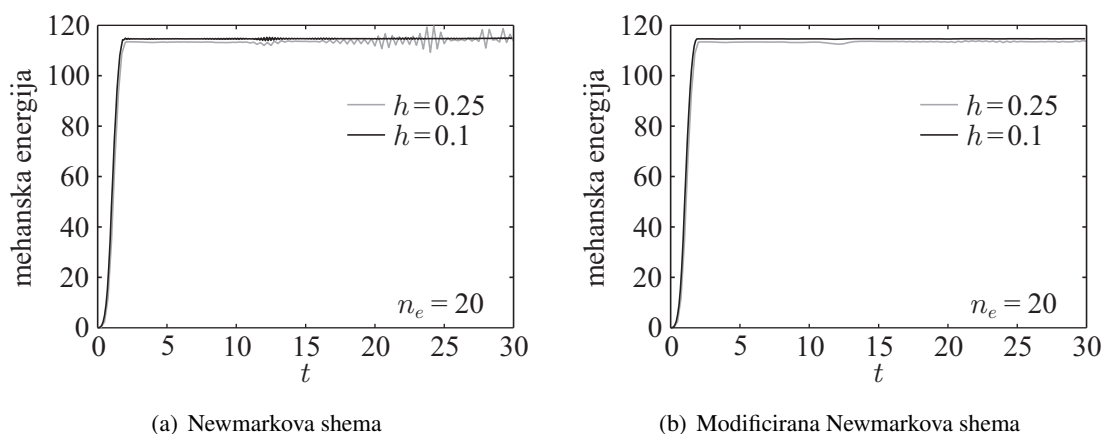 120
100
80
60
40
20
0
mehanska energija
h = 0.25
h = 0.1
n_e = 20
0 5 10 15 20 25 30
t
(a) Newmarkova shema
120
100
80
60
40
20
0
mehanska energija
h = 0.25
h = 0.1
n_e = 20
0 5 10 15 20 25 30
t
(b) Modificirana Newmarkova shema